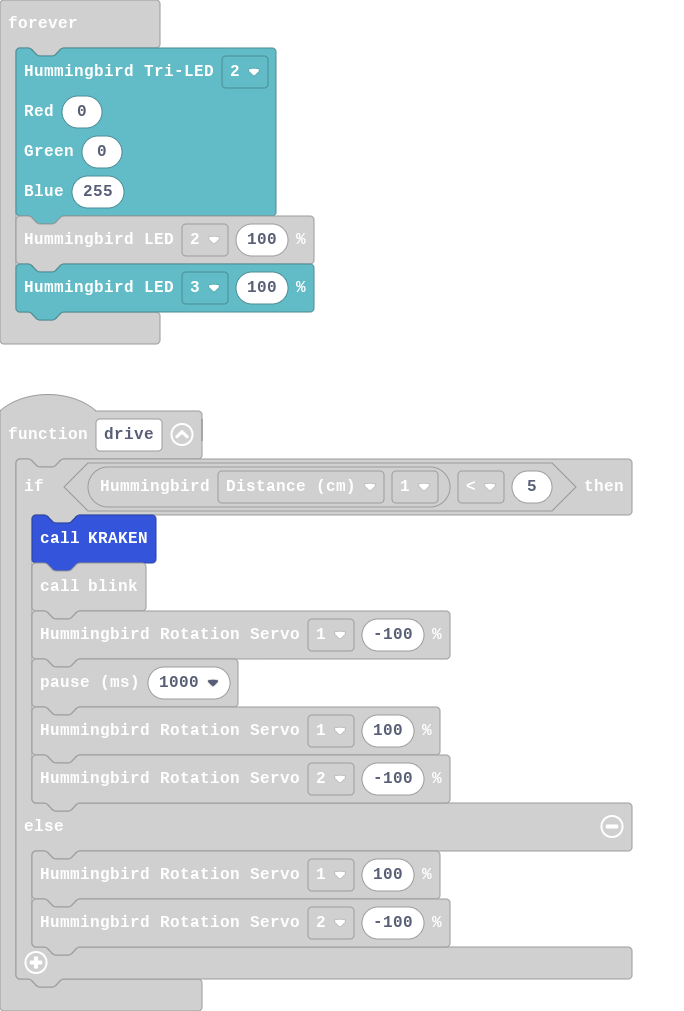 forever
Hummingbird Tri-LED 2
Red 0
Green 0
Blue 255
Hummingbird LED 2 100 %
Hummingbird LED 3 100 %
function drive
if Hummingbird Distance (cm) 1 < 5 then
call KRAKEN
call blink
Hummingbird Rotation Servo 1 -100 %
pause (ms) 1000
Hummingbird Rotation Servo 1 100 %
Hummingbird Rotation Servo 2 -100 %
else
Hummingbird Rotation Servo 1 100 %
Hummingbird Rotation Servo 2 -100 %